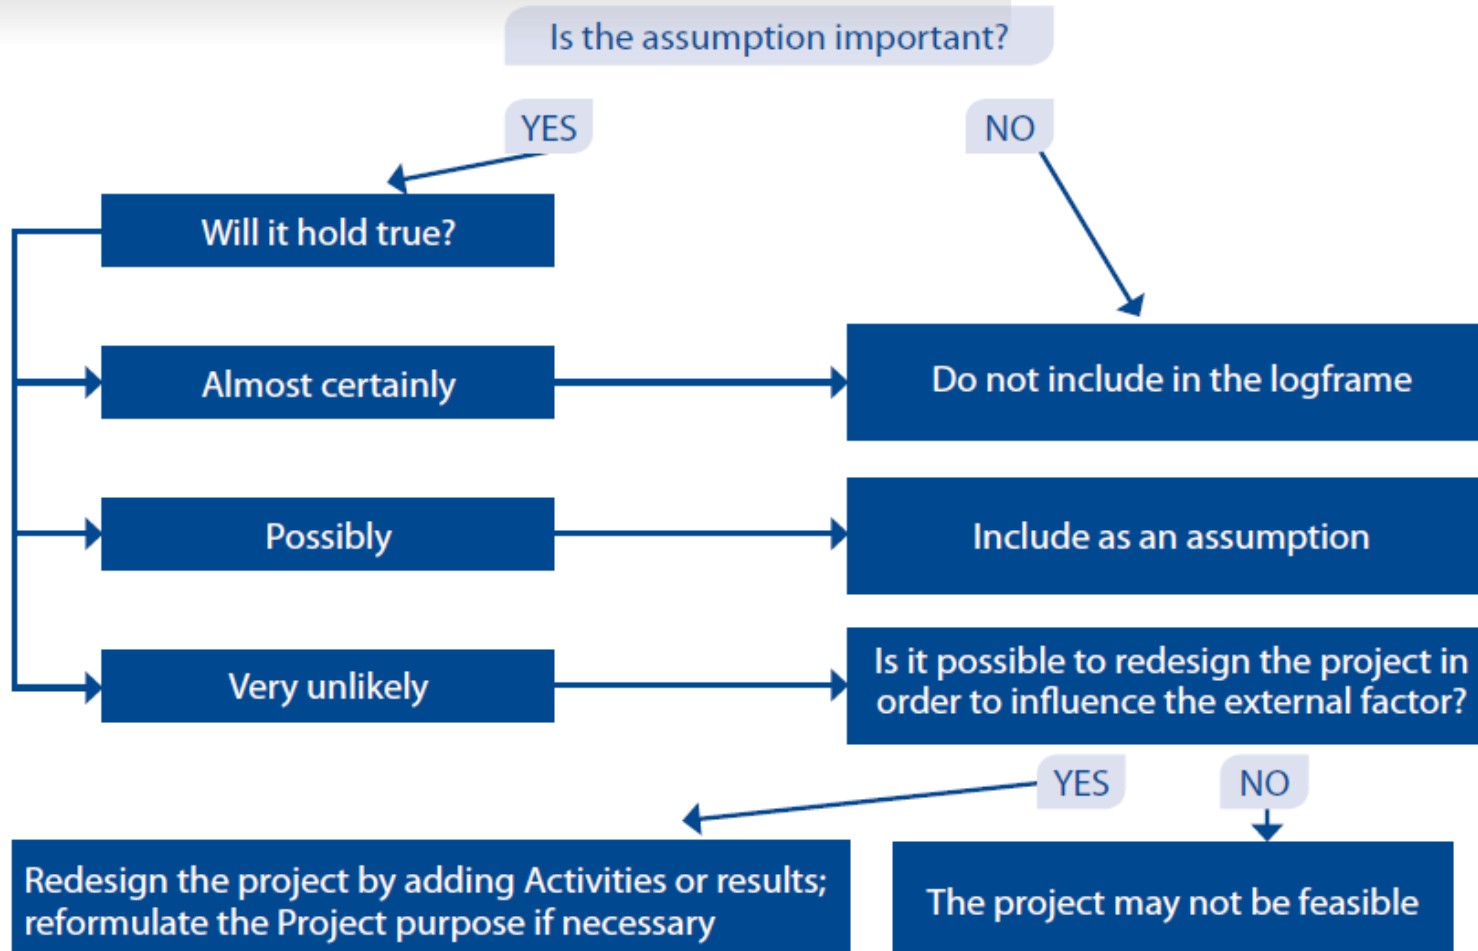 Is the assumption important?
YES
NO
Will it hold true?
Almost certainly
Do not include in the logframe
Possibly
Include as an assumption
Very unlikely
Is it possible to redesign the project in
order to influence the external factor?
YES
NO
Redesign the project by adding Activities or results;
reformulate the Project purpose if necessary
The project may not be feasible